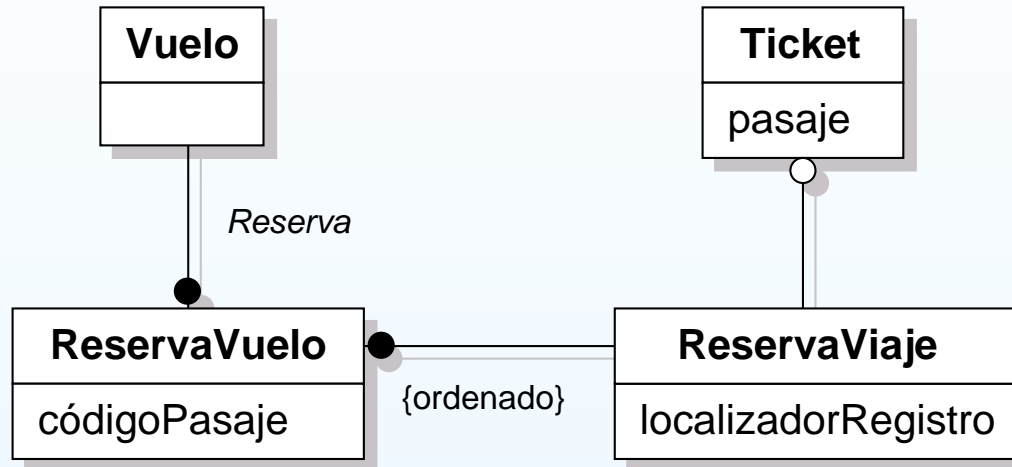 Vuelo
Ticket
pasaje
Reserva
ReservaVuelo
códigoPasaje
{ordenado}
ReservaViaje
localizadorRegistro